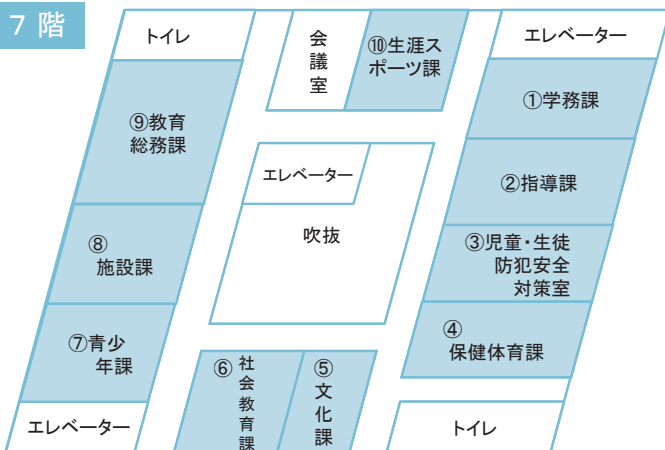 7 階
トイレ
会議室
⑩生涯ス
ポーツ課
エレベーター
①学務課
⑨教育
総務課
エレベーター
②指導課
吹抜
③児童・生徒
防犯安全
対策室
⑧
施設課
④
保健体育課
⑦青少
年課
⑥社会教育課
⑤文化課
エレベーター
トイレ